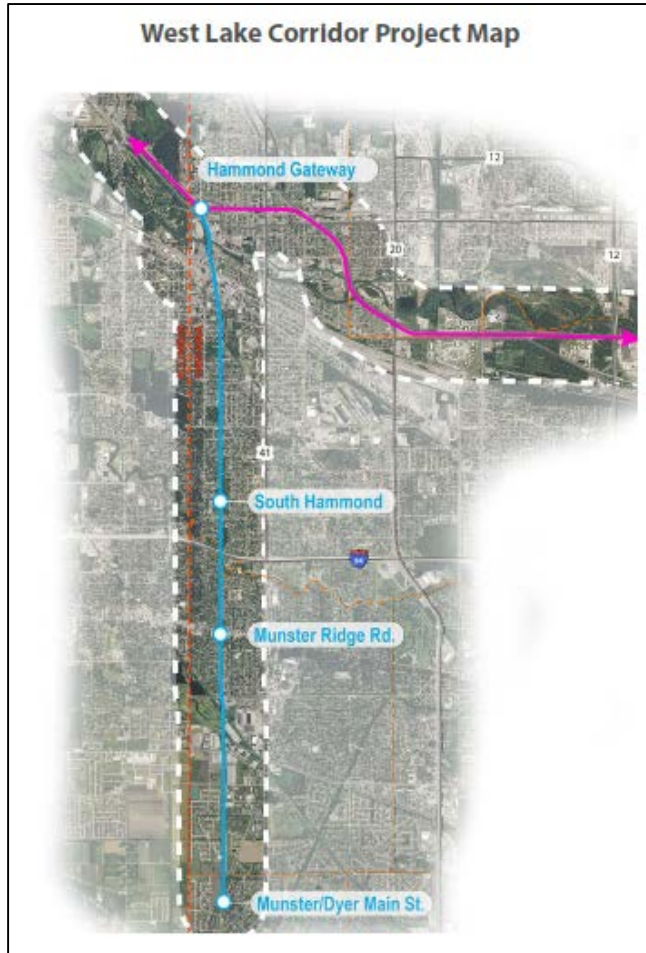 West Lake Corridor Project Map
Hammond Gateway
12
20
12
41
South Hammond
Munster Ridge Rd.
Munster/Dyer Main St.